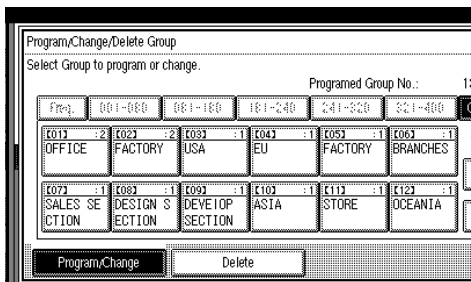 Program/Change/Delete Group
Select Group to program or change.
Programed Group No.:
Freq. 001-080 081-160 161-240 241-320 321-400
[01] :2 [02] :2 [03] :1 [04] :1 [05] :1 [06] :1
OFFICE FACTORY USA EU FACTORY BRANCHES
[07] :1 [08] :1 [09] :1 [10] :1 [11] :1 [12] :1
SALES SE DESIGN S DEVEIOP ASIA STORE OCEANIA
CTION ECTION SECTION
Program/Change Delete